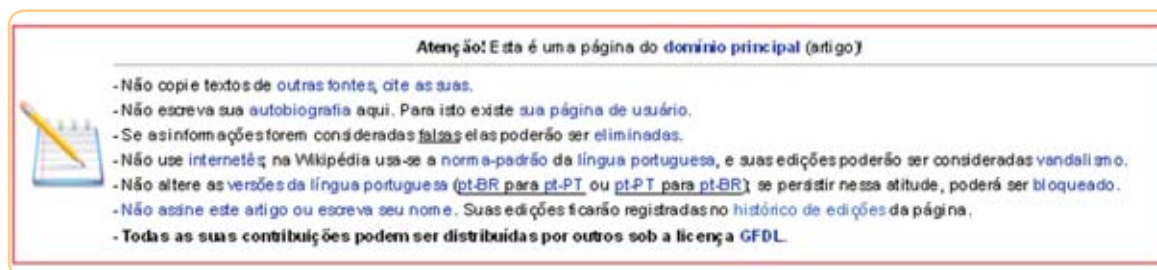 Atenção! Esta é uma página do domínio principal (artigo)!
- Não copie textos de outras fontes, cite as suas.
- Não escreva sua autobiografia aqui. Para isto existe sua página de usuário.
- Se as informações forem consideradas falsas elas poderão ser eliminadas.
- Não use internetês; na Wikipédia usa-se a norma-padrão da língua portuguesa, e suas edições poderão ser consideradas vandalismo.
- Não altere as versões da língua portuguesa (pt-BR para pt-PT ou pt-PT para pt-BR); se persistir nessa atitude, poderá ser bloqueado.
- Não assine este artigo ou escreva seu nome. Suas edições ficarão registradas no histórico de edições da página.
- Todas as suas contribuições podem ser distribuídas por outros sob a licença GFDL.